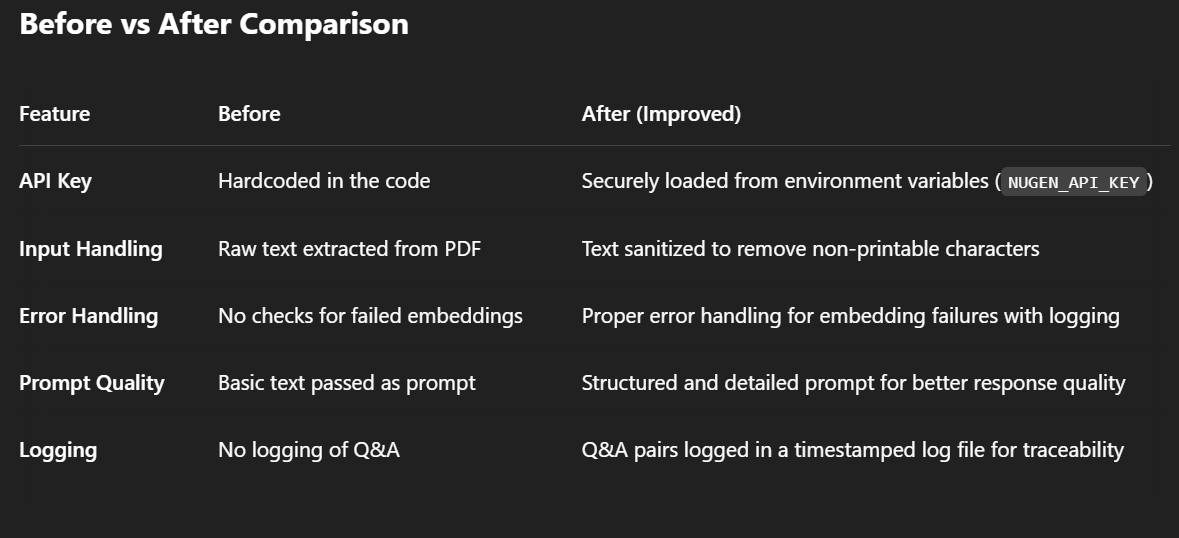 Before vs After Comparison
Feature Before After (Improved)
API Key Hardcoded in the code Securely loaded from environment variables (NUGEN_API_KEY)
Input Handling Raw text extracted from PDF Text sanitized to remove non-printable characters
Error Handling No checks for failed embeddings Proper error handling for embedding failures with logging
Prompt Quality Basic text passed as prompt Structured and detailed prompt for better response quality
Logging No logging of Q&A Q&A pairs logged in a timestamped log file for traceability